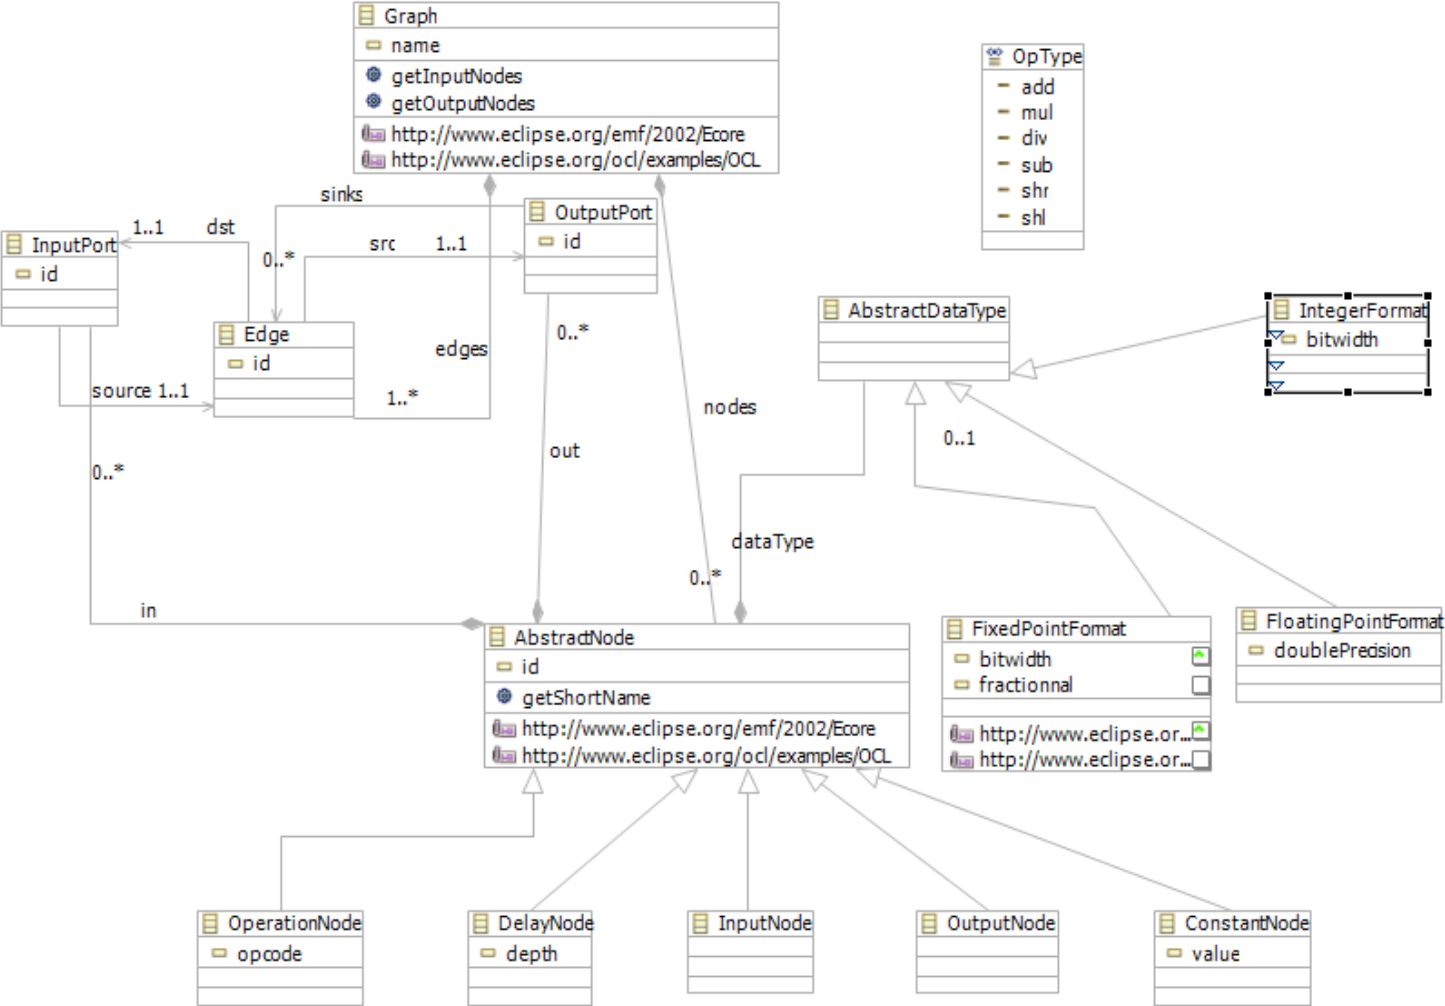 Graph
name
getInputNodes
getOutputNodes
http://www.eclipse.org/emf/2002/Ecore
http://www.eclipse.org/ocl/examples/OCL
OpType
add
mul
div
sub
shr
shl
sinks
OutputPort
id
1..1
dst
InputPort
id
0..*
src
1..1
Edge
id
source 1..1
0..*
edges
1..*
0..*
out
nodes
AbstractDataType
IntegerFormat
bitwidth
0..1
dataType
0..*
in
AbstractNode
id
getShortName
http://www.eclipse.org/emf/2002/Ecore
http://www.eclipse.org/ocl/examples/OCL
FixedPointFormat
bitwidth
fractionnal
http://www.eclipse.or...
http://www.eclipse.or...
FloatingPointFormat
doublePrecision
OperationNode
opcode
DelayNode
depth
InputNode
OutputNode
ConstantNode
value